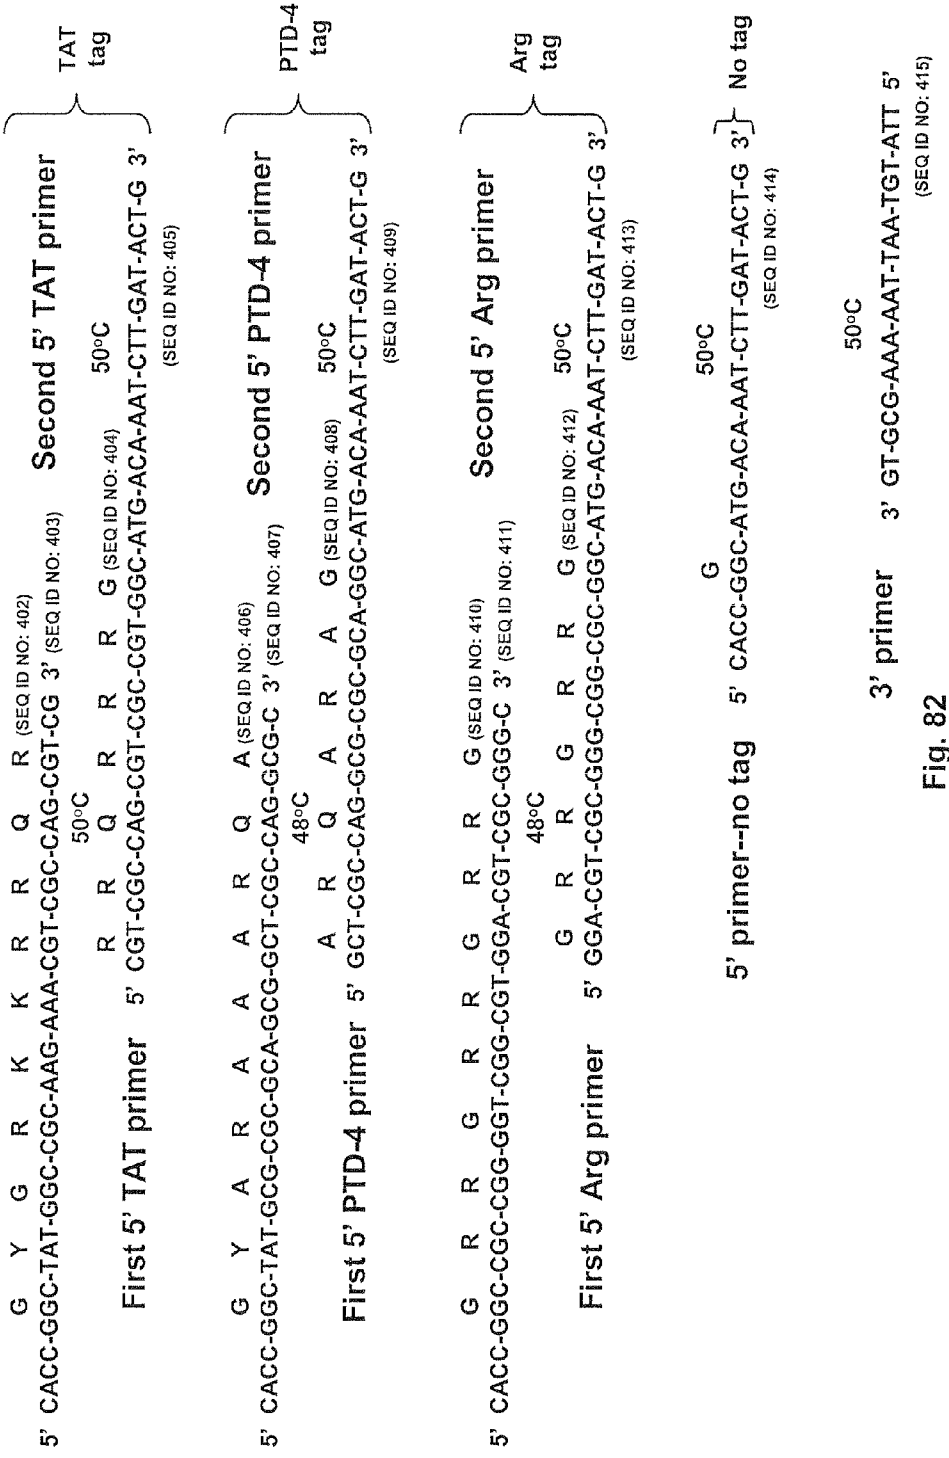 G Y G R K K R R Q R (SEQ ID NO: 402)
5' CACC-GGC-TAT-GGC-CGC-AAG-AAA-CGT-CGC-CAG-CGT-CG 3' (SEQ ID NO: 403)
Second 5' TAT primer
TAT tag
50°C
R R Q R R R G (SEQ ID NO: 404)
50°C
First 5' TAT primer
5' CGT-CGC-CAG-CGT-CGC-CGT-GGC-ATG-ACA-AAT-CTT-GAT-ACT-G 3'
(SEQ ID NO: 405)
G Y A R A A A A R Q A (SEQ ID NO: 406)
5' CACC-GGC-TAT-GCG-CGC-GCA-GCG-GCT-CGC-CAG-GCG-C 3' (SEQ ID NO: 407)
Second 5' PTD-4 primer
PTD-4 tag
48°C
A R Q A R A G (SEQ ID NO: 408)
50°C
First 5' PTD-4 primer
5' GCT-CGC-CAG-GCG-CGC-GCA-GGC-ATG-ACA-AAT-CTT-GAT-ACT-G 3'
(SEQ ID NO: 409)
G R R G R R G R R G (SEQ ID NO: 410)
5' CACC-GGC-CGC-CGG-GGT-CGG-CGT-GGA-CGT-CGC-GGG-C 3' (SEQ ID NO: 411)
Second 5' Arg primer
Arg tag
48°C
G R R G R R G (SEQ ID NO: 412)
50°C
First 5' Arg primer
5' GGA-CGT-CGC-GGG-CGG-CGC-GGC-ATG-ACA-AAT-CTT-GAT-ACT-G 3'
(SEQ ID NO: 413)
G
50°C
5' primer--no tag
5' CACC-GGC-ATG-ACA-AAT-CTT-GAT-ACT-G 3'
No tag
(SEQ ID NO: 414)
50°C
3' primer
3' GT-GCG-AAA-AAT-TAA-TGT-ATT 5'
(SEQ ID NO: 415)
Fig. 82